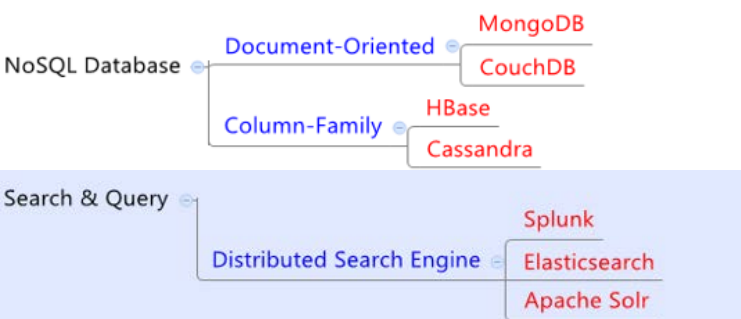 NoSQL Database
Document-Oriented
MongoDB
CouchDB
Column-Family
HBase
Cassandra
Search & Query
Distributed Search Engine
Splunk
Elasticsearch
Apache Solr